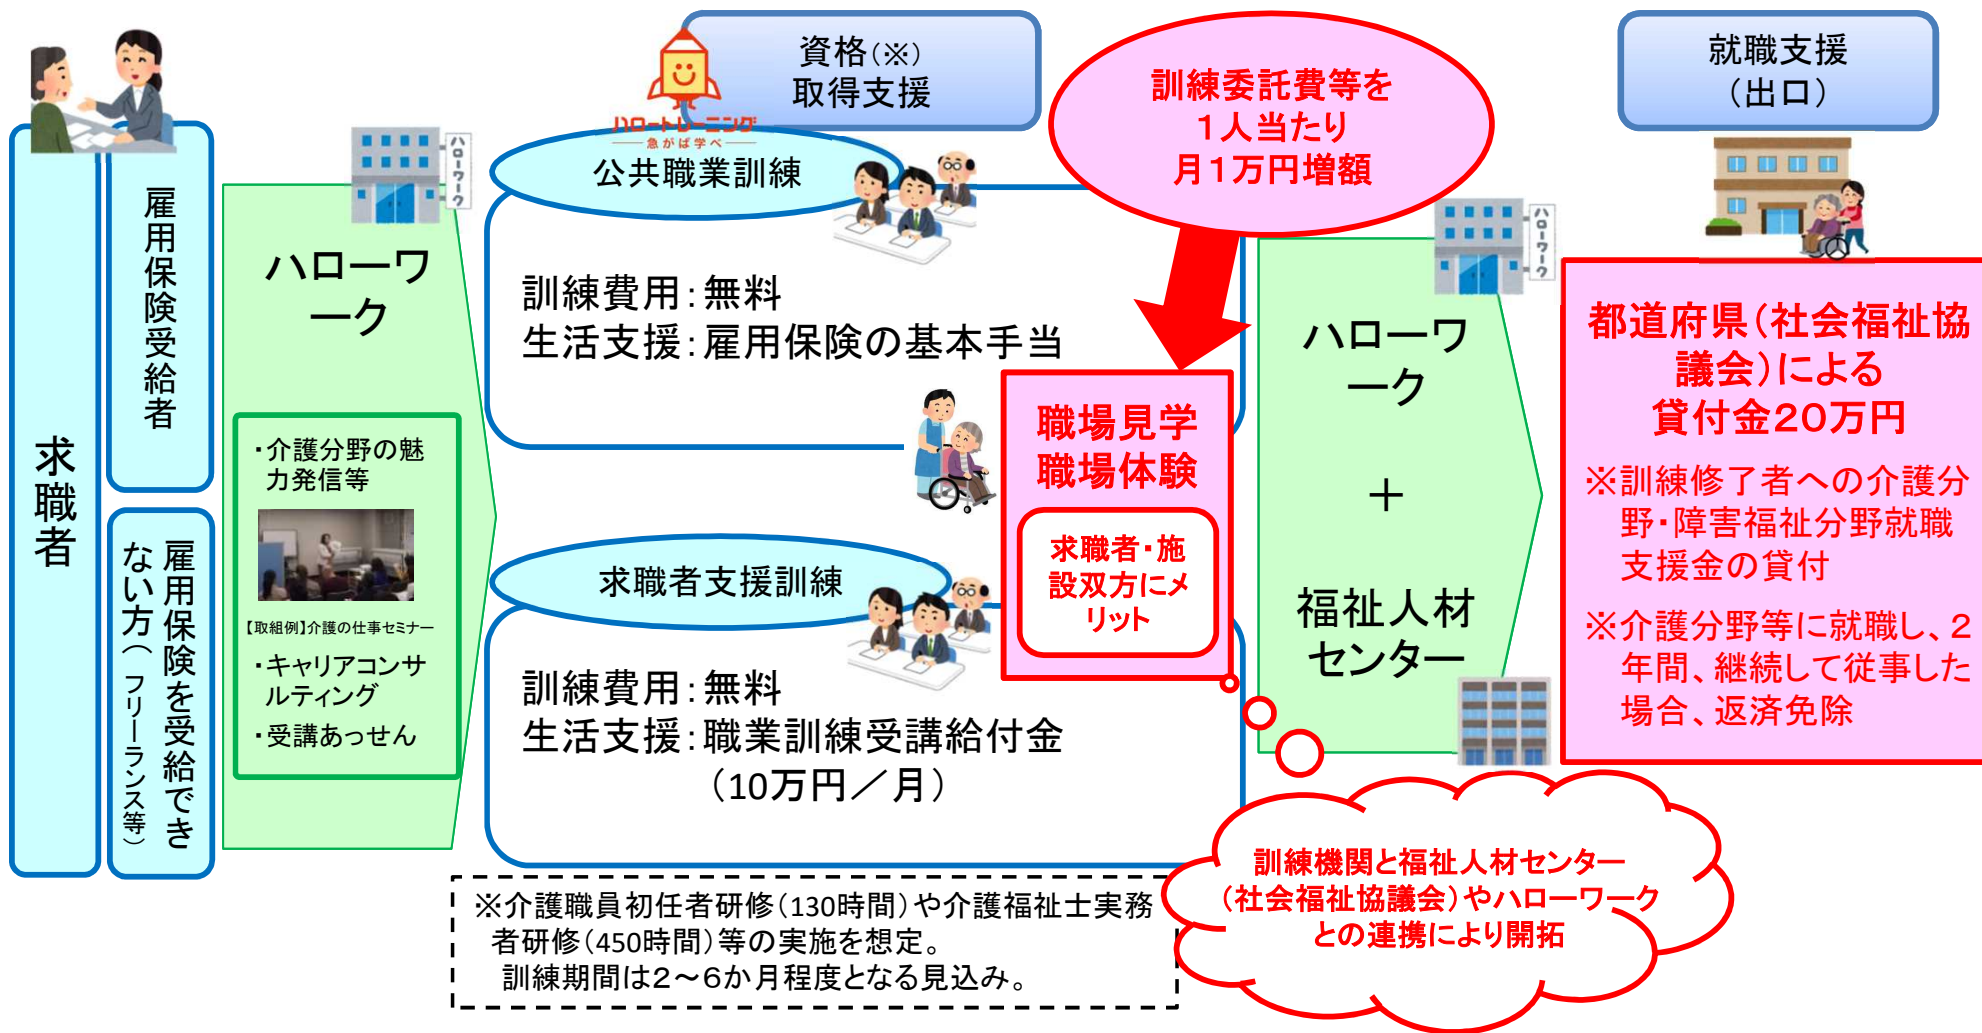 求職者
雇用保険受給者
雇用保険を受給でき
ない方（フリーランス等）
ハローワーク
ハローワ
ーク
・介護分野の魅
力発信等
【取組例】介護の仕事セミナー
・キャリアコンサ
ルティング
・受講あっせん
資格（※）
取得支援
ハロートレーニング
急がば学べ
公共職業訓練
訓練費用：無料
生活支援：雇用保険の基本手当
求職者支援訓練
訓練費用：無料
生活支援：職業訓練受講給付金
（10万円／月）
※介護職員初任者研修（130時間）や介護福祉士実務
者研修（450時間）等の実施を想定。
訓練期間は２～６か月程度となる見込み。
訓練委託費等を
１人当たり
月１万円増額
職場見学
職場体験
求職者・施
設双方にメ
リット
ハローワーク
ハローワ
ーク
＋
福祉人材
センター
訓練機関と福祉人材センター
（社会福祉協議会）やハローワーク
との連携により開拓
就職支援
（出口）
都道府県（社会福祉協
議会）による
貸付金２０万円
※訓練修了者への介護分
野・障害福祉分野就職
支援金の貸付
※介護分野等に就職し、２
年間、継続して従事した
場合、返済免除